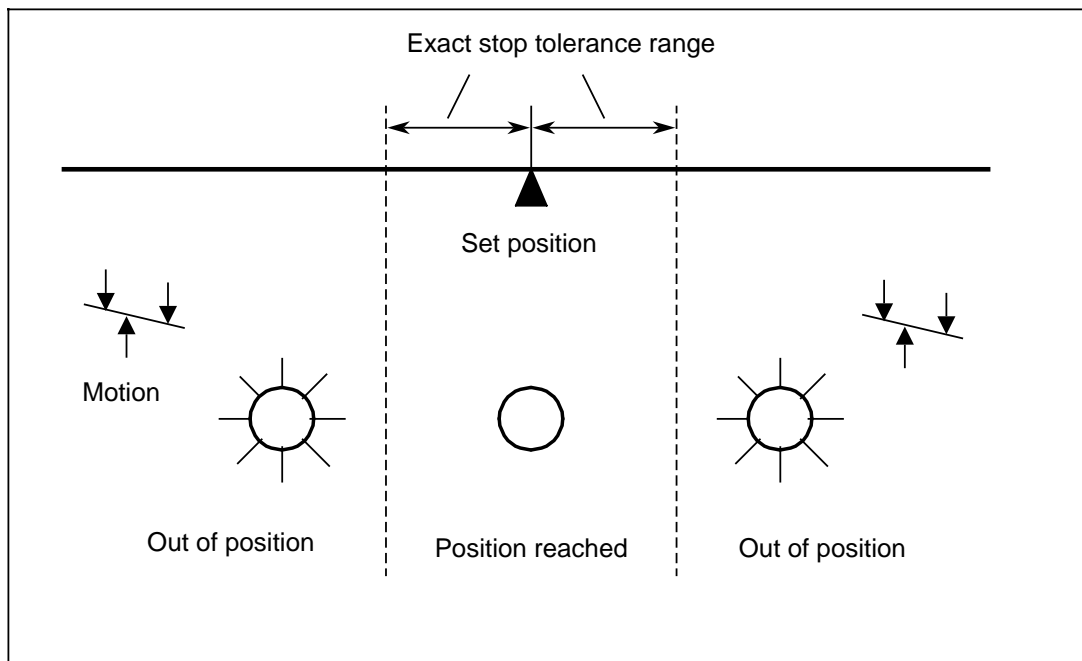 Exact stop tolerance range
Set position
Motion
Out of position
Position reached
Out of position